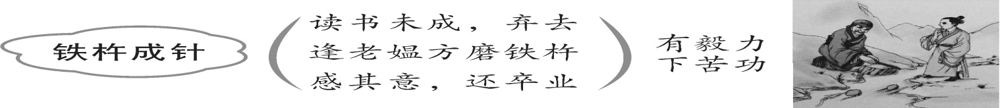 铁杵成针
读书未成，弃去
逢老媪方磨铁杵
感其意，还卒业
有毅力
下苦功